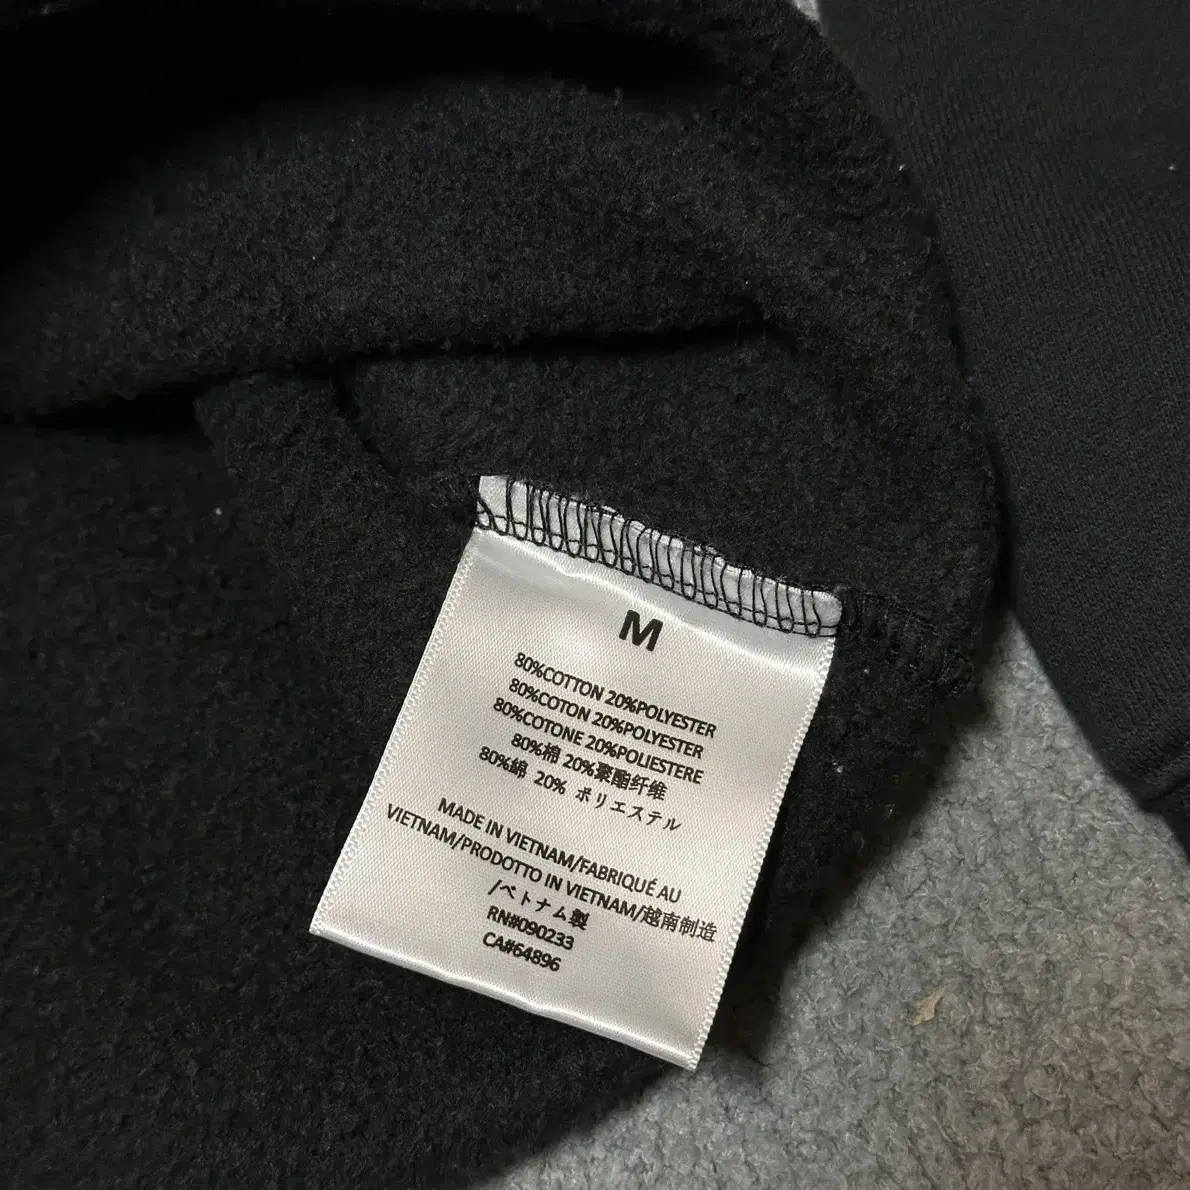 M
80%COTTON 20%POLYESTER
80%COTON 20%POLYESTER
80%COTONE 20%POLIESTERE
80%棉 20%聚酯纤维
80%綿 20% ポリエステル
MADE IN VIETNAM/FABRIQUÉ AU
VIETNAM/PRODOTTO IN VIETNAM/越南制造
/ベトナム製
RN#090233
CA#64896